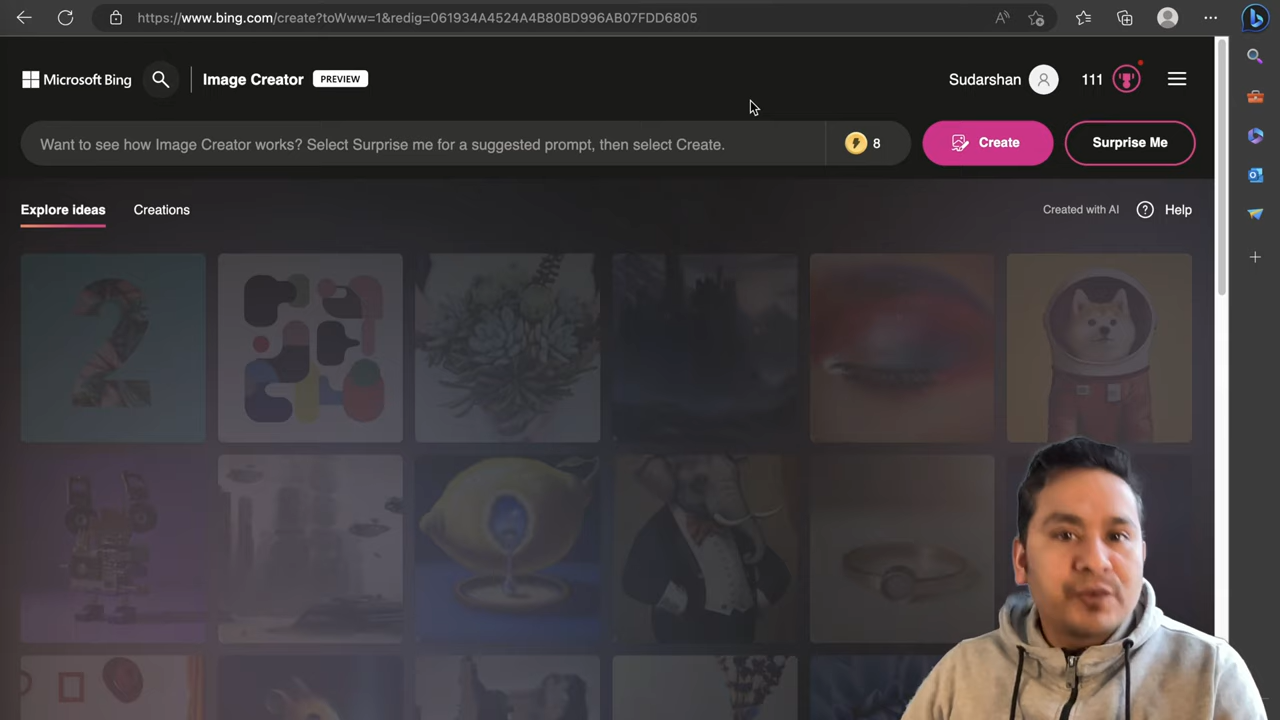 https://www.bing.com/create?toWww=1&redig=061934A4524A4B80BD996AB07FDD6805
Microsoft Bing
Image Creator
PREVIEW
Sudarshan
111
Want to see how Image Creator works? Select Surprise me for a suggested prompt, then select Create.
8
Create
Surprise Me
Explore ideas
Creations
Created with AI
Help
2